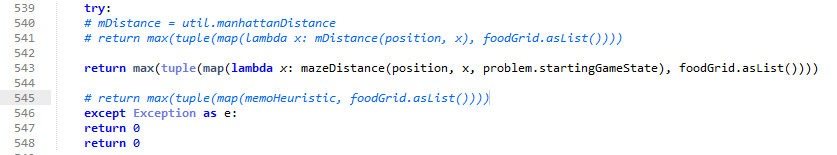 539 try:
540 # mDistance = util.manhattanDistance
541 # return max(tuple(map(lambda x: mDistance(position, x), foodGrid.asList())))
542
543 return max(tuple(map(lambda x: mazeDistance(position, x, problem.startingGameState), foodGrid.asList())))
544
545 # return max(tuple(map(memoHeuristic, foodGrid.asList())))
546 except Exception as e:
547 return 0
548 return 0